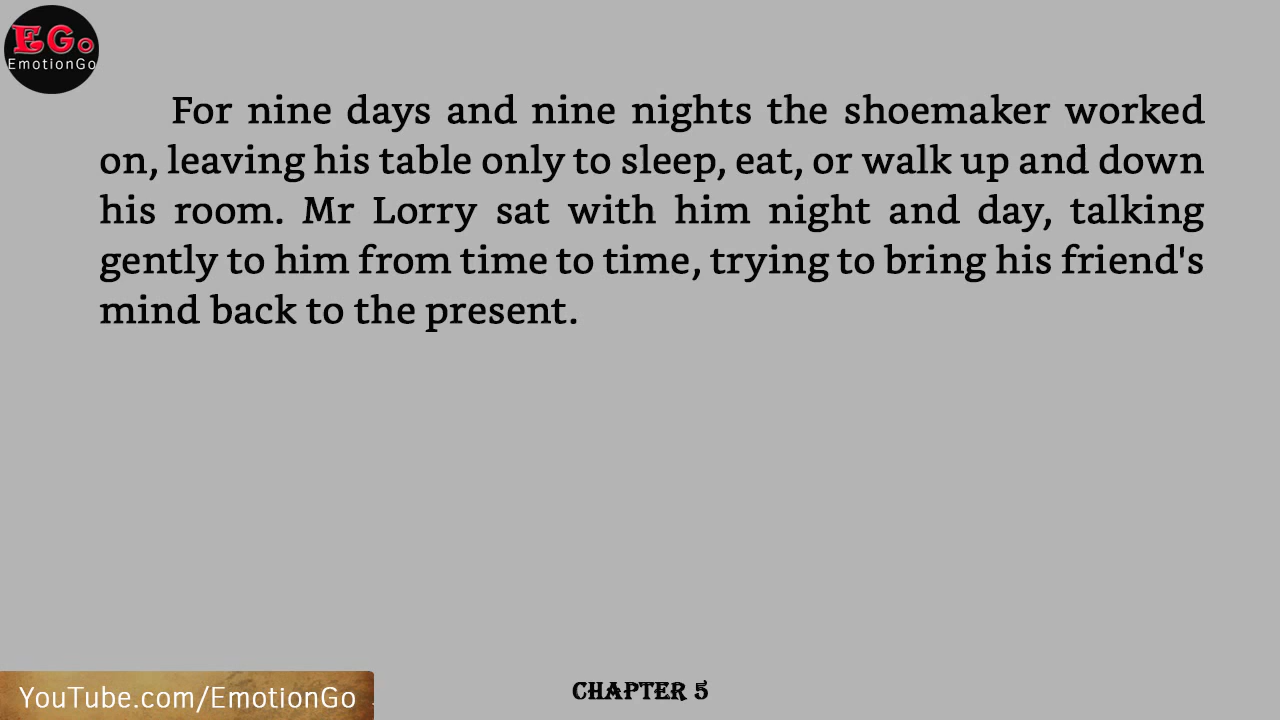 EGo
EmotionGo
For nine days and nine nights the shoemaker worked
on, leaving his table only to sleep, eat, or walk up and down
his room. Mr Lorry sat with him night and day, talking
gently to him from time to time, trying to bring his friend's
mind back to the present.
YouTube.com/EmotionGo
CHAPTER 5